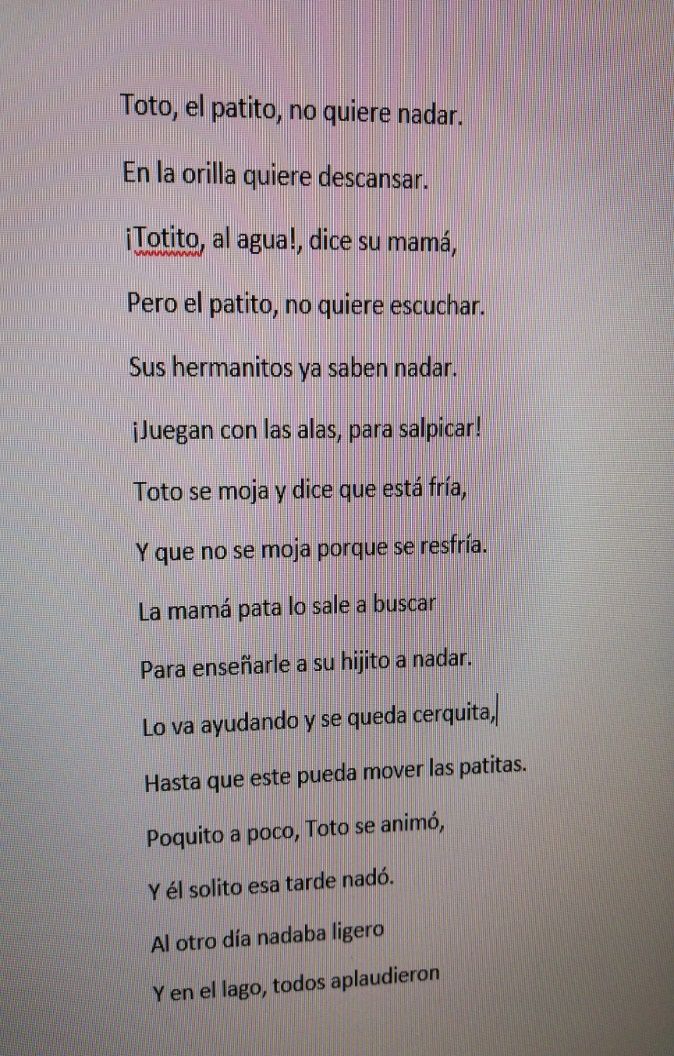 Toto, el patito, no quiere nadar.
En la orilla quiere descansar.
¡Totito, al agua!, dice su mamá,
Pero el patito, no quiere escuchar.
Sus hermanitos ya saben nadar.
¡Juegan con las alas, para salpicar!
Toto se moja y dice que está fría,
Y que no se moja porque se resfría.
La mamá pata lo sale a buscar
Para enseñarle a su hijito a nadar.
Lo va ayudando y se queda cerquita,
Hasta que este pueda mover las patitas.
Poquito a poco, Toto se animó,
Y él solito esa tarde nadó.
Al otro día nadaba ligero
Y en el lago, todos aplaudieron